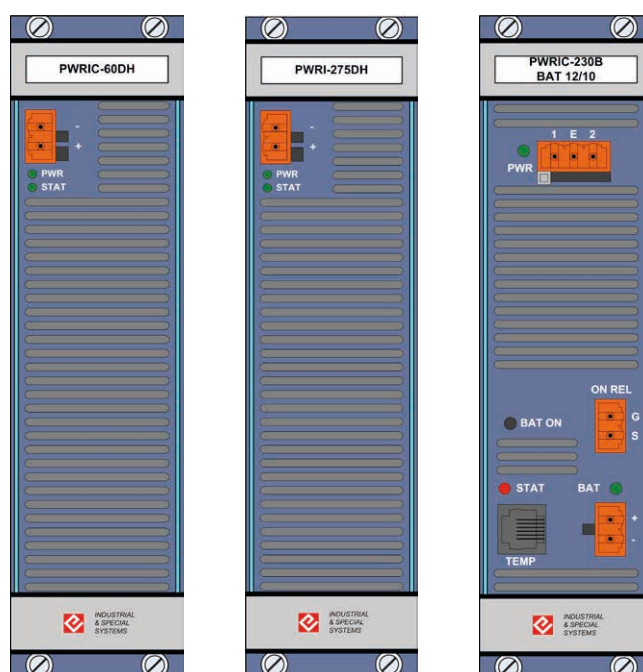 PWRIC-60DH
-
+
PWR
STAT
INDUSTRIAL
& SPECIAL
SYSTEMS
PWRI-275DH
-
+
PWR
STAT
INDUSTRIAL
& SPECIAL
SYSTEMS
PWRIC-230B
BAT 12/10
1 E 2
PWR
ON REL
G
BAT ON
S
STAT BAT
+
-
TEMP
INDUSTRIAL
& SPECIAL
SYSTEMS